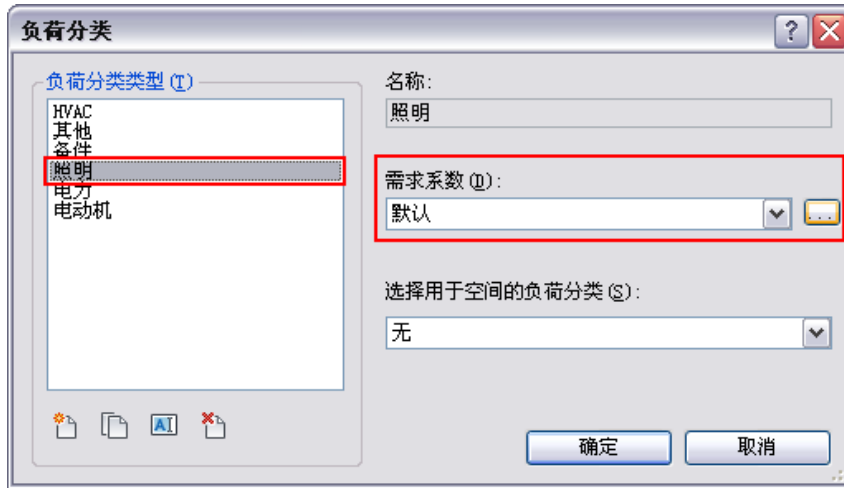 负荷分类
负荷分类类型(T)
HVAC
其他
备件
照明
电力
电动机
名称:
照明
需求系数(D):
默认
...
选择用于空间的负荷分类(S):
无
AI
确定
取消